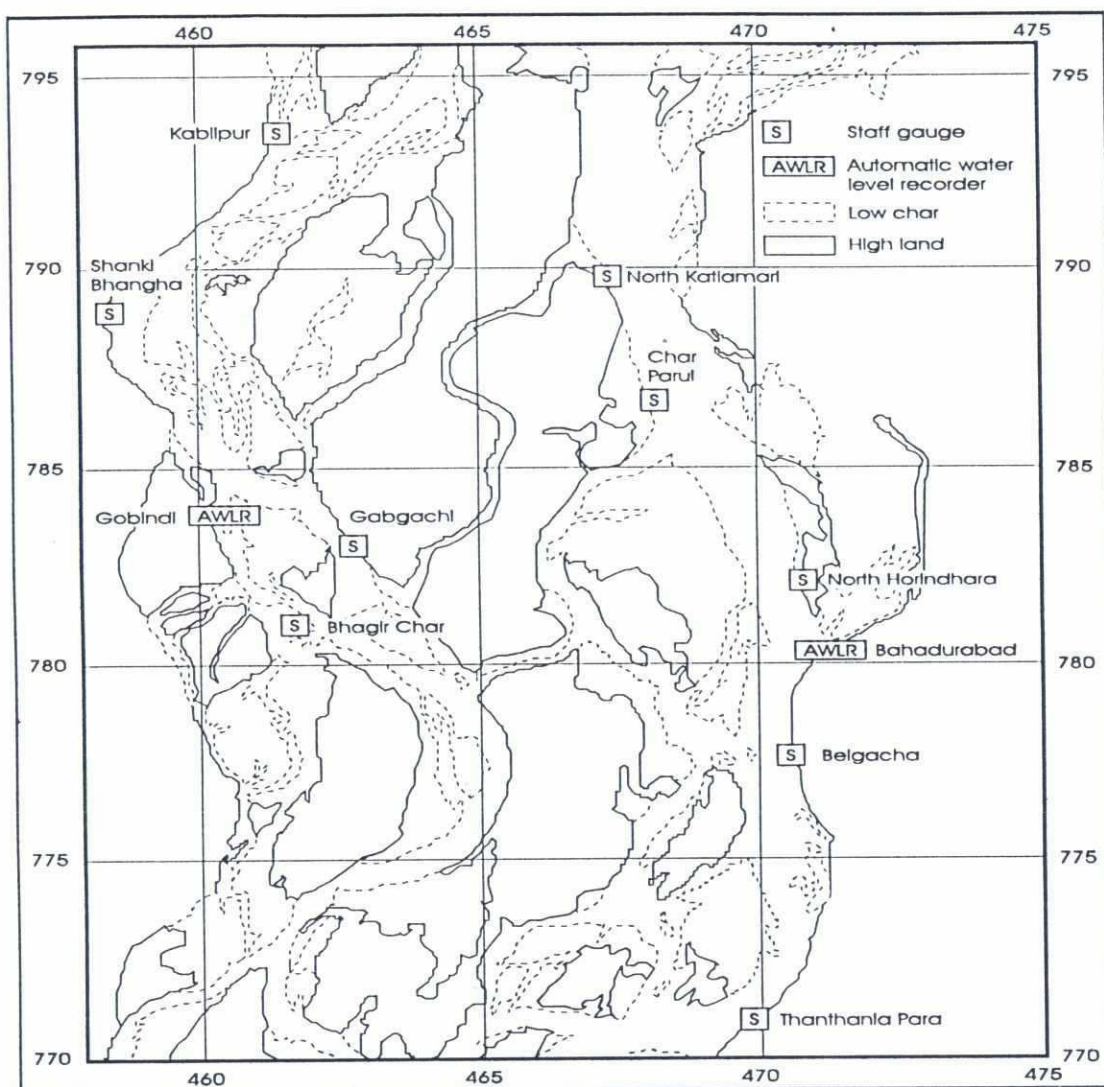 460 465 470 475
795 795
Kabilpur S
S Staff gauge
AWLR Automatic water
level recorder
Low char
High land
790 790
Shanki
Bhangha
S
S North Katlamari
Char
Parul
S
785 785
Gobindi AWLR
Gabgachi
S
S North Horindhara
S Bhagir Char
780 780
AWLR Bahadurabad
S Belgacha
775 775
S Thanthania Para
770 770
460 465 470 475